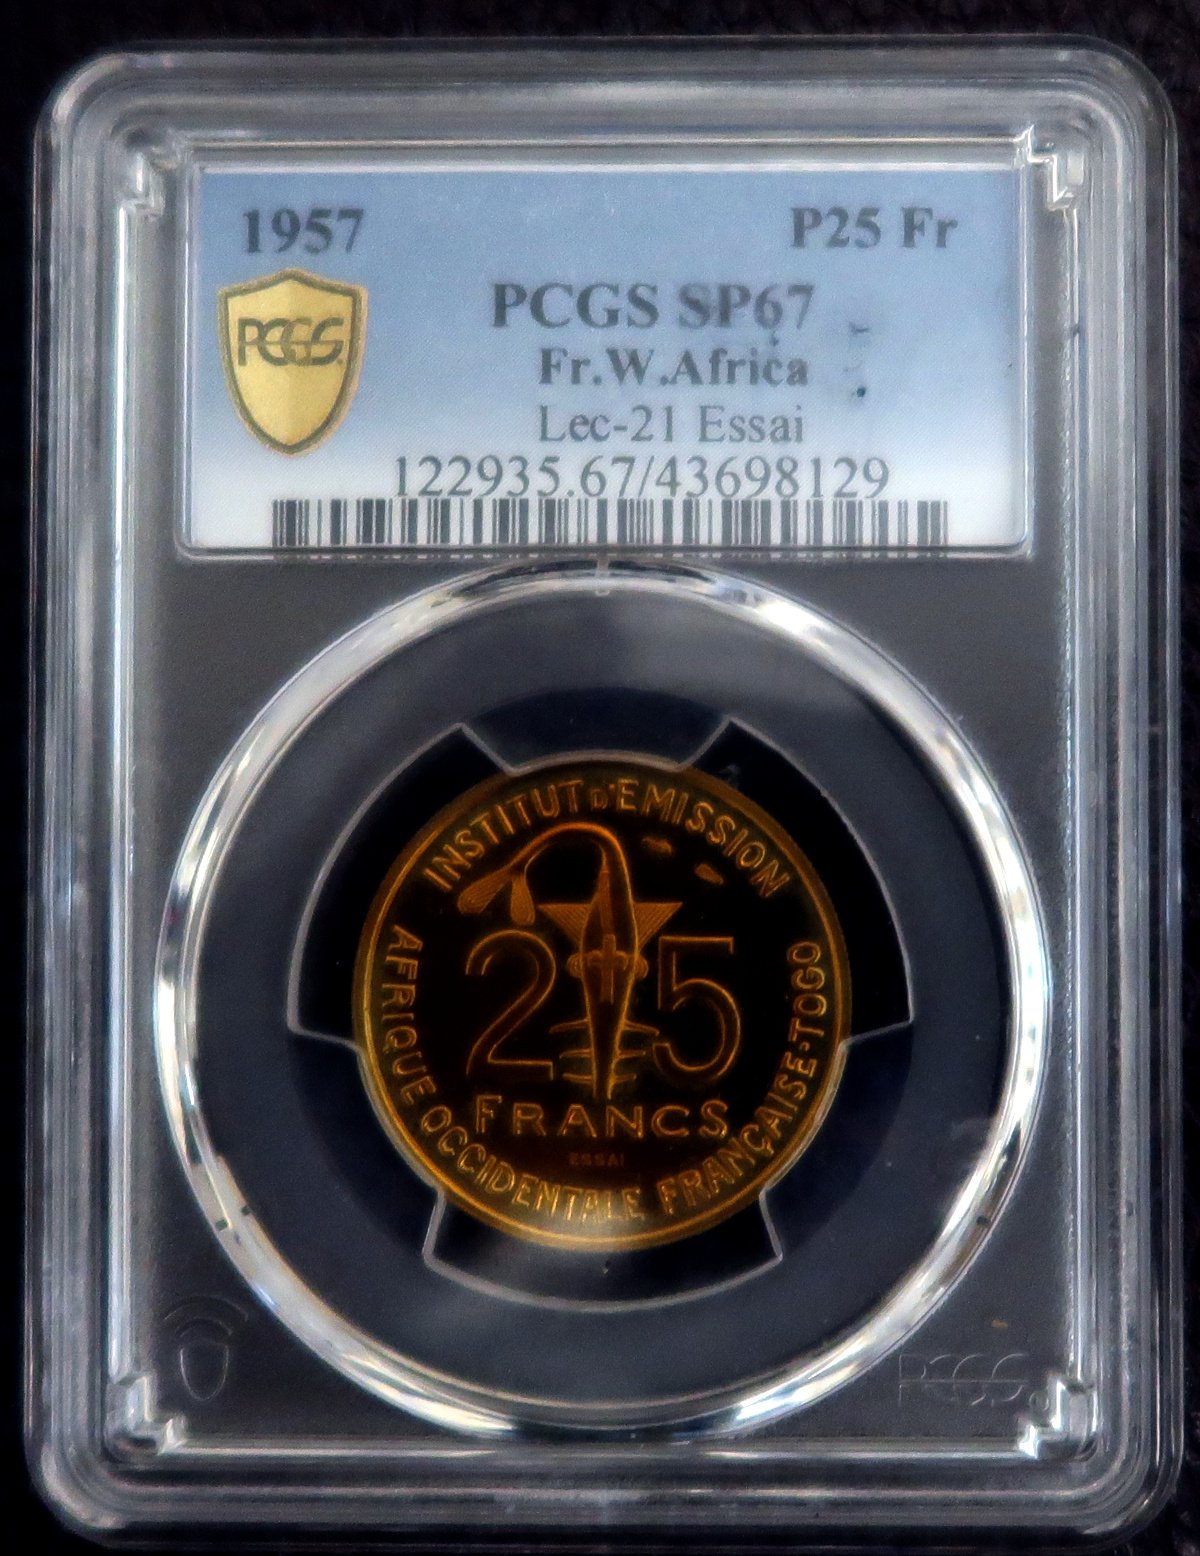 1957 P25 Fr
PCGS
PCGS SP67
Fr.W.Africa
Lec-21 Essai
122935.67/43698129
INSTITUT D'EMISSION
AFRIQUE OCCIDENTALE FRANÇAISE-TOGO
25
FRANCS
ESSAI
PCGS